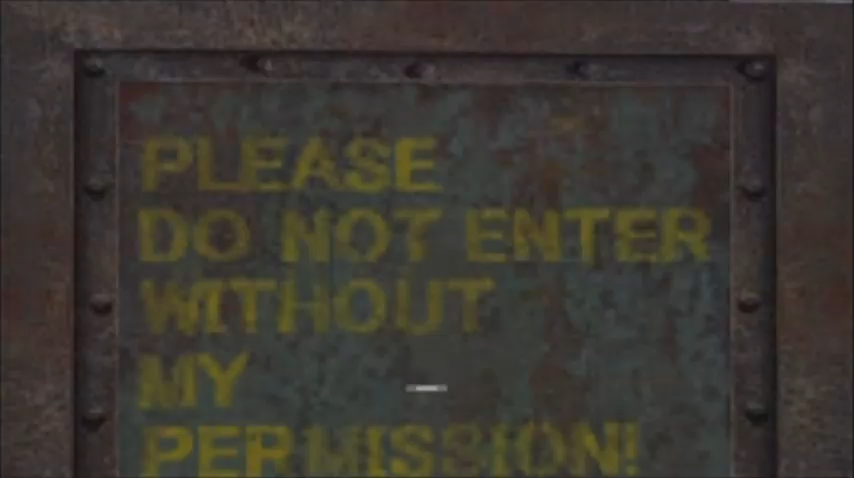 PLEASE
DO NOT ENTER
WITHOUT
MY
PERMISSION!